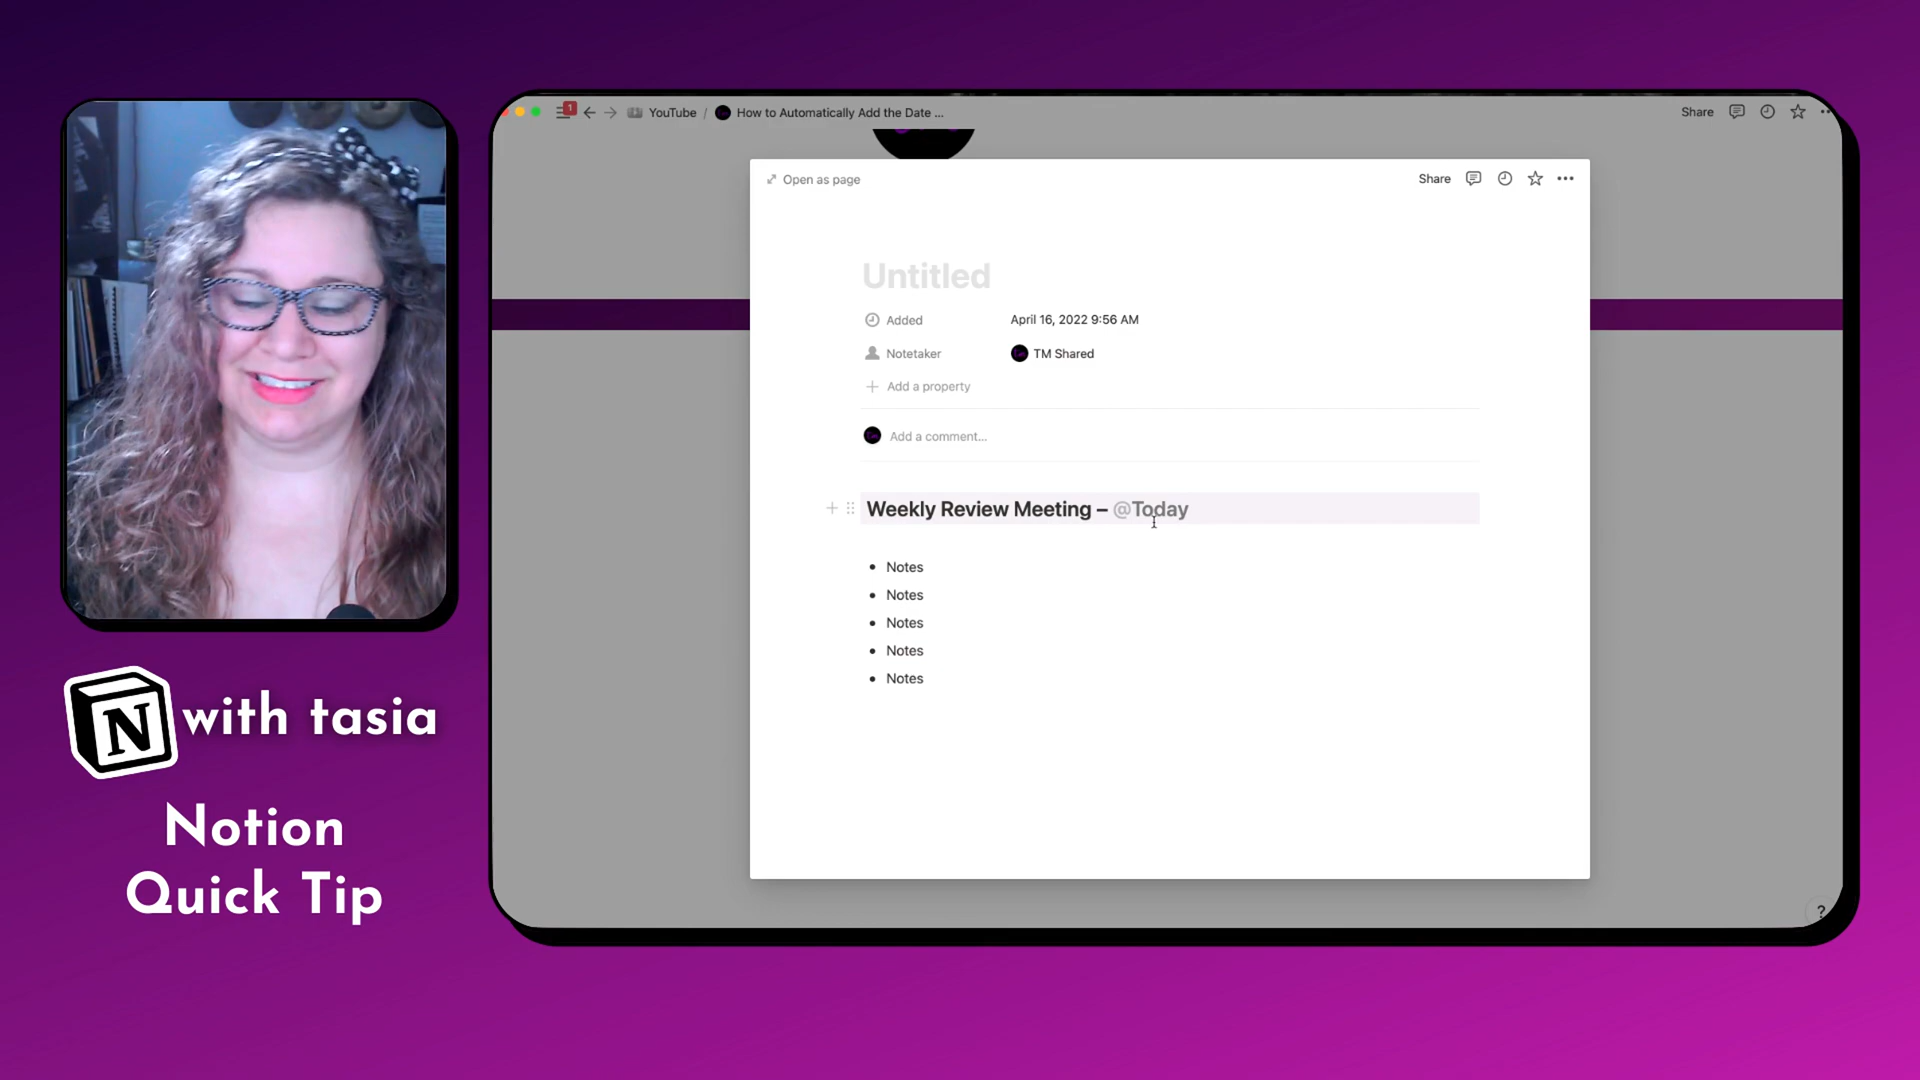 1
YouTube / How to Automatically Add the Date ...
Share
Open as page
Share
Untitled
Added April 16, 2022 9:56 AM
Notetaker TM Shared
Add a property
Add a comment...
Weekly Review Meeting – @Today
• Notes
• Notes
• Notes
• Notes
• Notes
?
N with tasia
Notion
Quick Tip